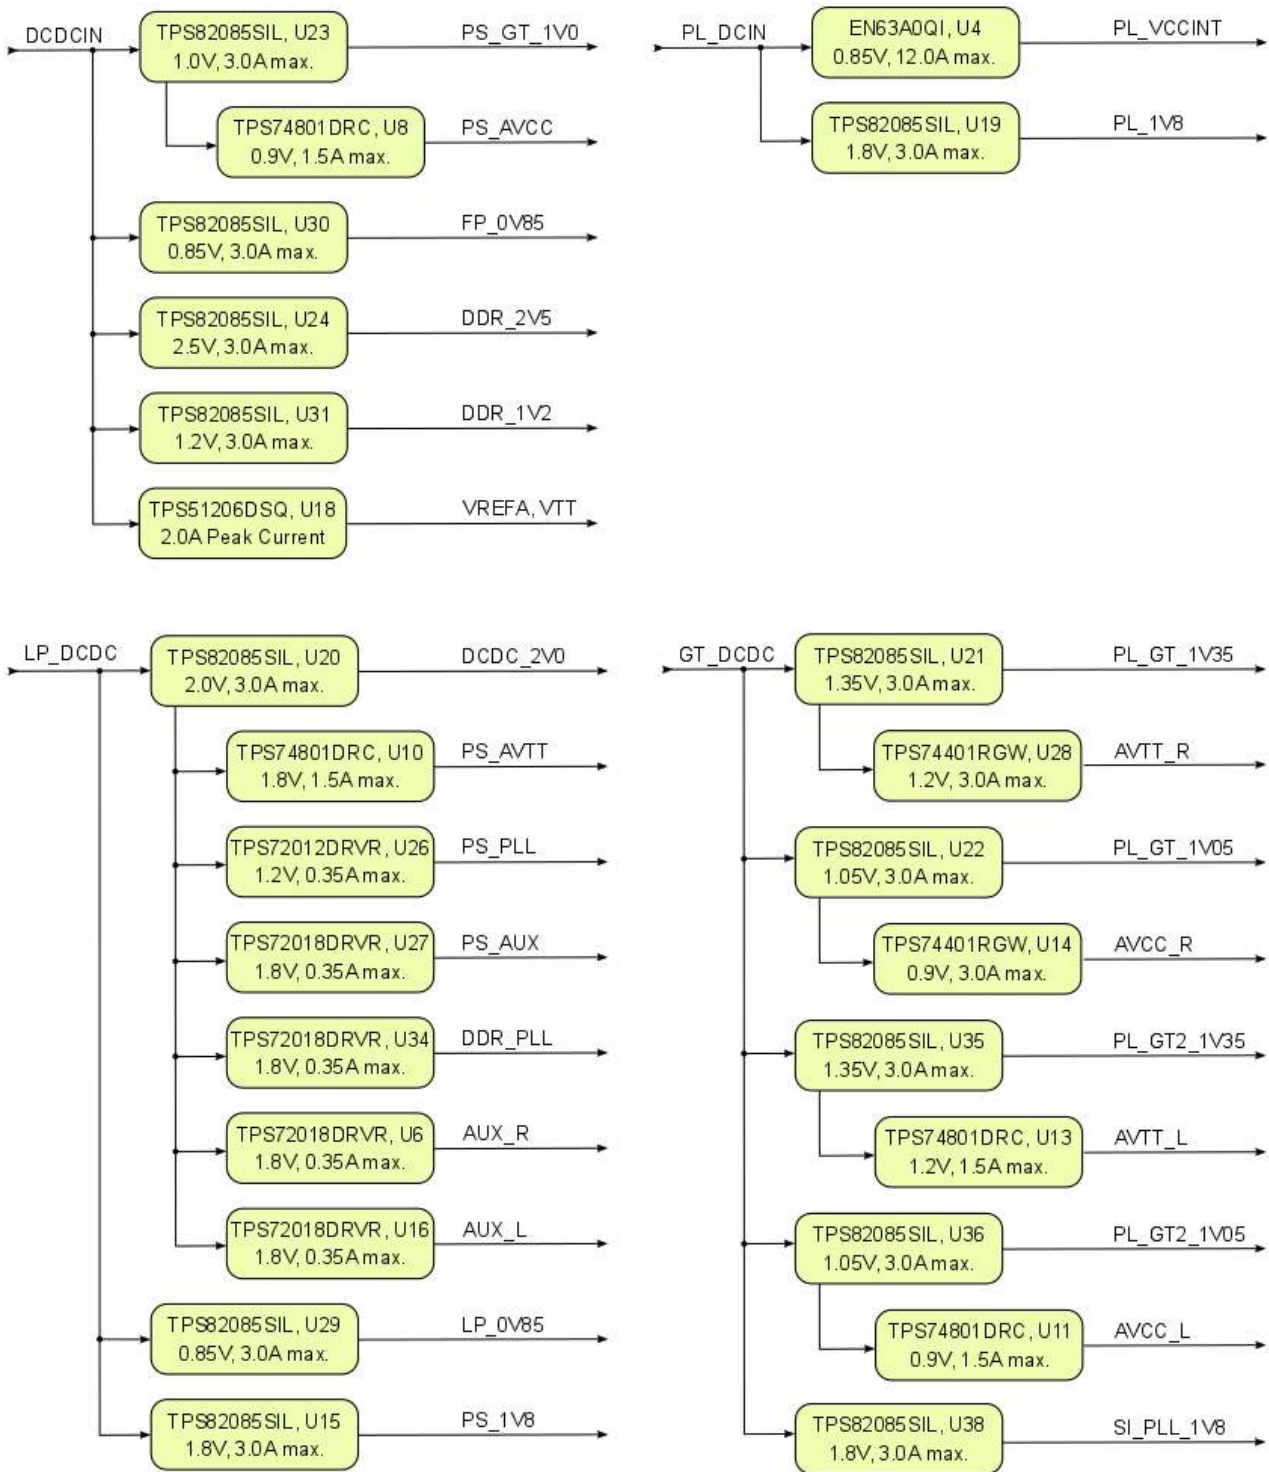 DCDCIN
TPS82085SIL, U23
1.0V, 3.0A max.
PS_GT_1V0
TPS74801DRC, U8
0.9V, 1.5A max.
PS_AVCC
TPS82085SIL, U30
0.85V, 3.0A max.
FP_0V85
TPS82085SIL, U24
2.5V, 3.0A max.
DDR_2V5
TPS82085SIL, U31
1.2V, 3.0A max.
DDR_1V2
TPS51206DSQ, U18
2.0A Peak Current
VREFA, VTT
PL_DCIN
EN63A0QI, U4
0.85V, 12.0A max.
PL_VCCINT
TPS82085SIL, U19
1.8V, 3.0A max.
PL_1V8
LP_DCDC
TPS82085SIL, U20
2.0V, 3.0A max.
DCDC_2V0
TPS74801DRC, U10
1.8V, 1.5A max.
PS_AVTT
TPS72012DRVR, U26
1.2V, 0.35A max.
PS_PLL
TPS72018DRVR, U27
1.8V, 0.35A max.
PS_AUX
TPS72018DRVR, U34
1.8V, 0.35A max.
DDR_PLL
TPS72018DRVR, U6
1.8V, 0.35A max.
AUX_R
TPS72018DRVR, U16
1.8V, 0.35A max.
AUX_L
TPS82085SIL, U29
0.85V, 3.0A max.
LP_0V85
TPS82085SIL, U15
1.8V, 3.0A max.
PS_1V8
GT_DCDC
TPS82085SIL, U21
1.35V, 3.0A max.
PL_GT_1V35
TPS74401RGW, U28
1.2V, 3.0A max.
AVTT_R
TPS82085SIL, U22
1.05V, 3.0A max.
PL_GT_1V05
TPS74401RGW, U14
0.9V, 3.0A max.
AVCC_R
TPS82085SIL, U35
1.35V, 3.0A max.
PL_GT2_1V35
TPS74801DRC, U13
1.2V, 1.5A max.
AVTT_L
TPS82085SIL, U36
1.05V, 3.0A max.
PL_GT2_1V05
TPS74801DRC, U11
0.9V, 1.5A max.
AVCC_L
TPS82085SIL, U38
1.8V, 3.0A max.
SI_PLL_1V8